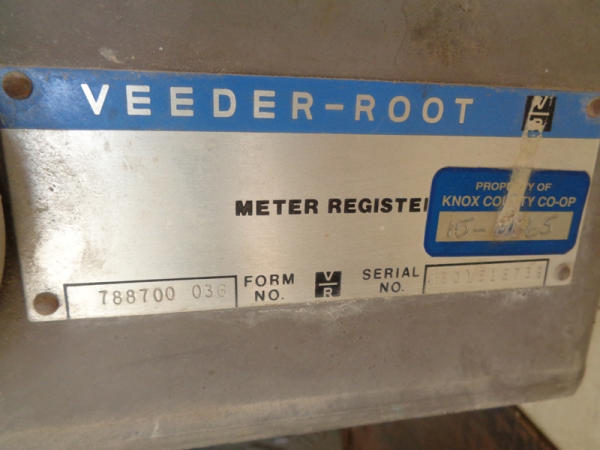 VEEDER-ROOT
METER REGISTE
PROPERTY OF
KNOX COUNTY CO-OP
788700 036
FORM
NO.
V
R
SERIAL
NO.